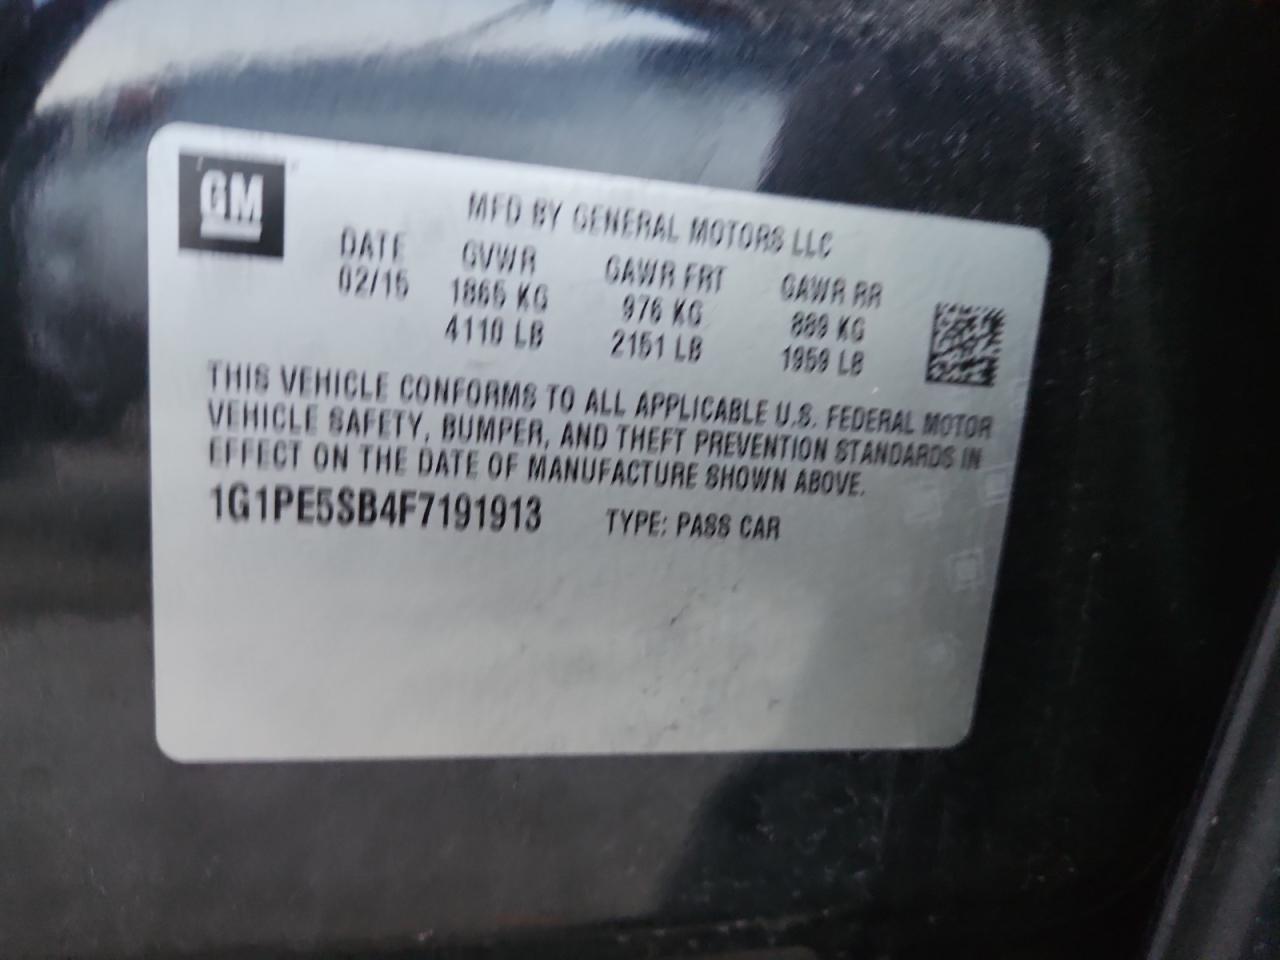 GM
MFD BY GENERAL MOTORS LLC
DATE GVWR GAWR FRT GAWR RR
02/15 1865 KG 976 KG 889 KG
4110 LB 2151 LB 1959 LB
THIS VEHICLE CONFORMS TO ALL APPLICABLE U.S. FEDERAL MOTOR
VEHICLE SAFETY, BUMPER, AND THEFT PREVENTION STANDARDS IN
EFFECT ON THE DATE OF MANUFACTURE SHOWN ABOVE.
1G1PE5SB4F7191913 TYPE: PASS CAR